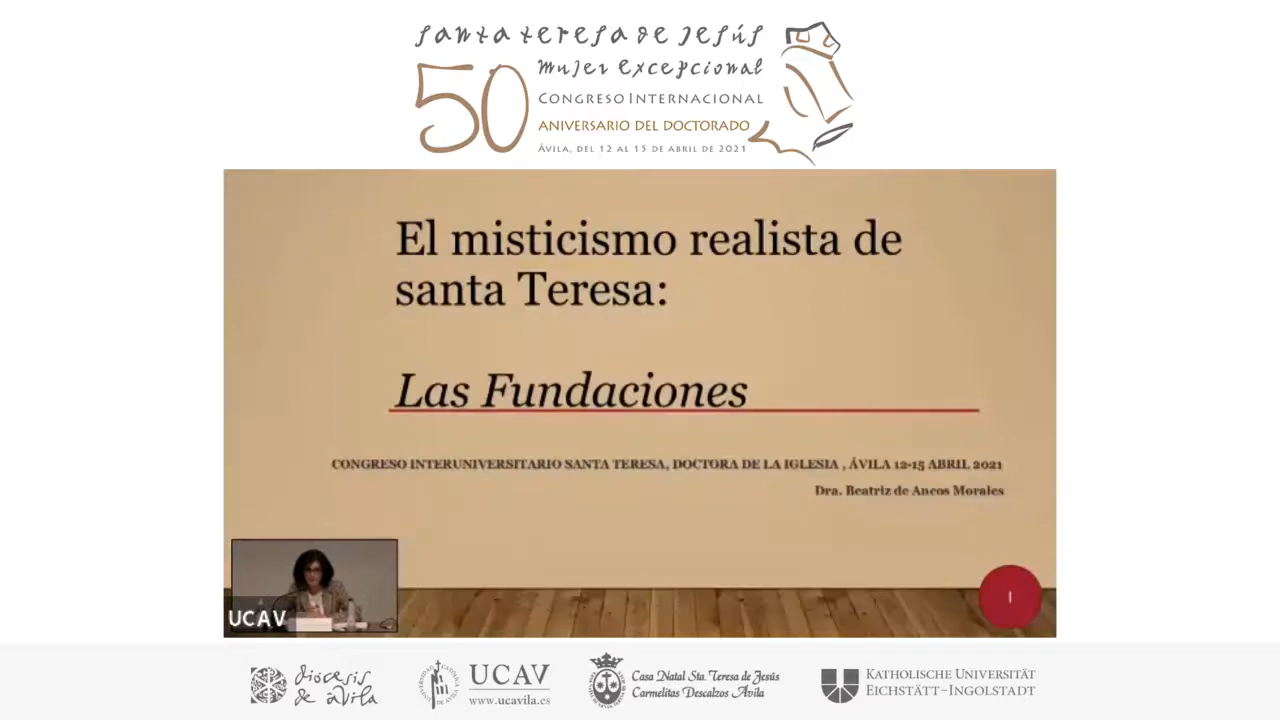 santa teresa de Jesús
50
Mujer Excepcional
Congreso Internacional
ANIVERSARIO DEL DOCTORADO
ÁVILA, DEL 12 AL 15 DE ABRIL DE 2021
El misticismo realista de
santa Teresa:
Las Fundaciones
CONGRESO INTERUNIVERSITARIO SANTA TERESA, DOCTORA DE LA IGLESIA , ÁVILA 12-15 ABRIL 2021
Dra. Beatriz de Ancos Morales
1
UCAV
diócesis
de ávila
UCAV
www.ucavila.es
Casa Natal Sta. Teresa de Jesús
Carmelitas Descalzos Ávila
KATHOLISCHE UNIVERSITÄT
EICHSTÄTT-INGOLSTADT